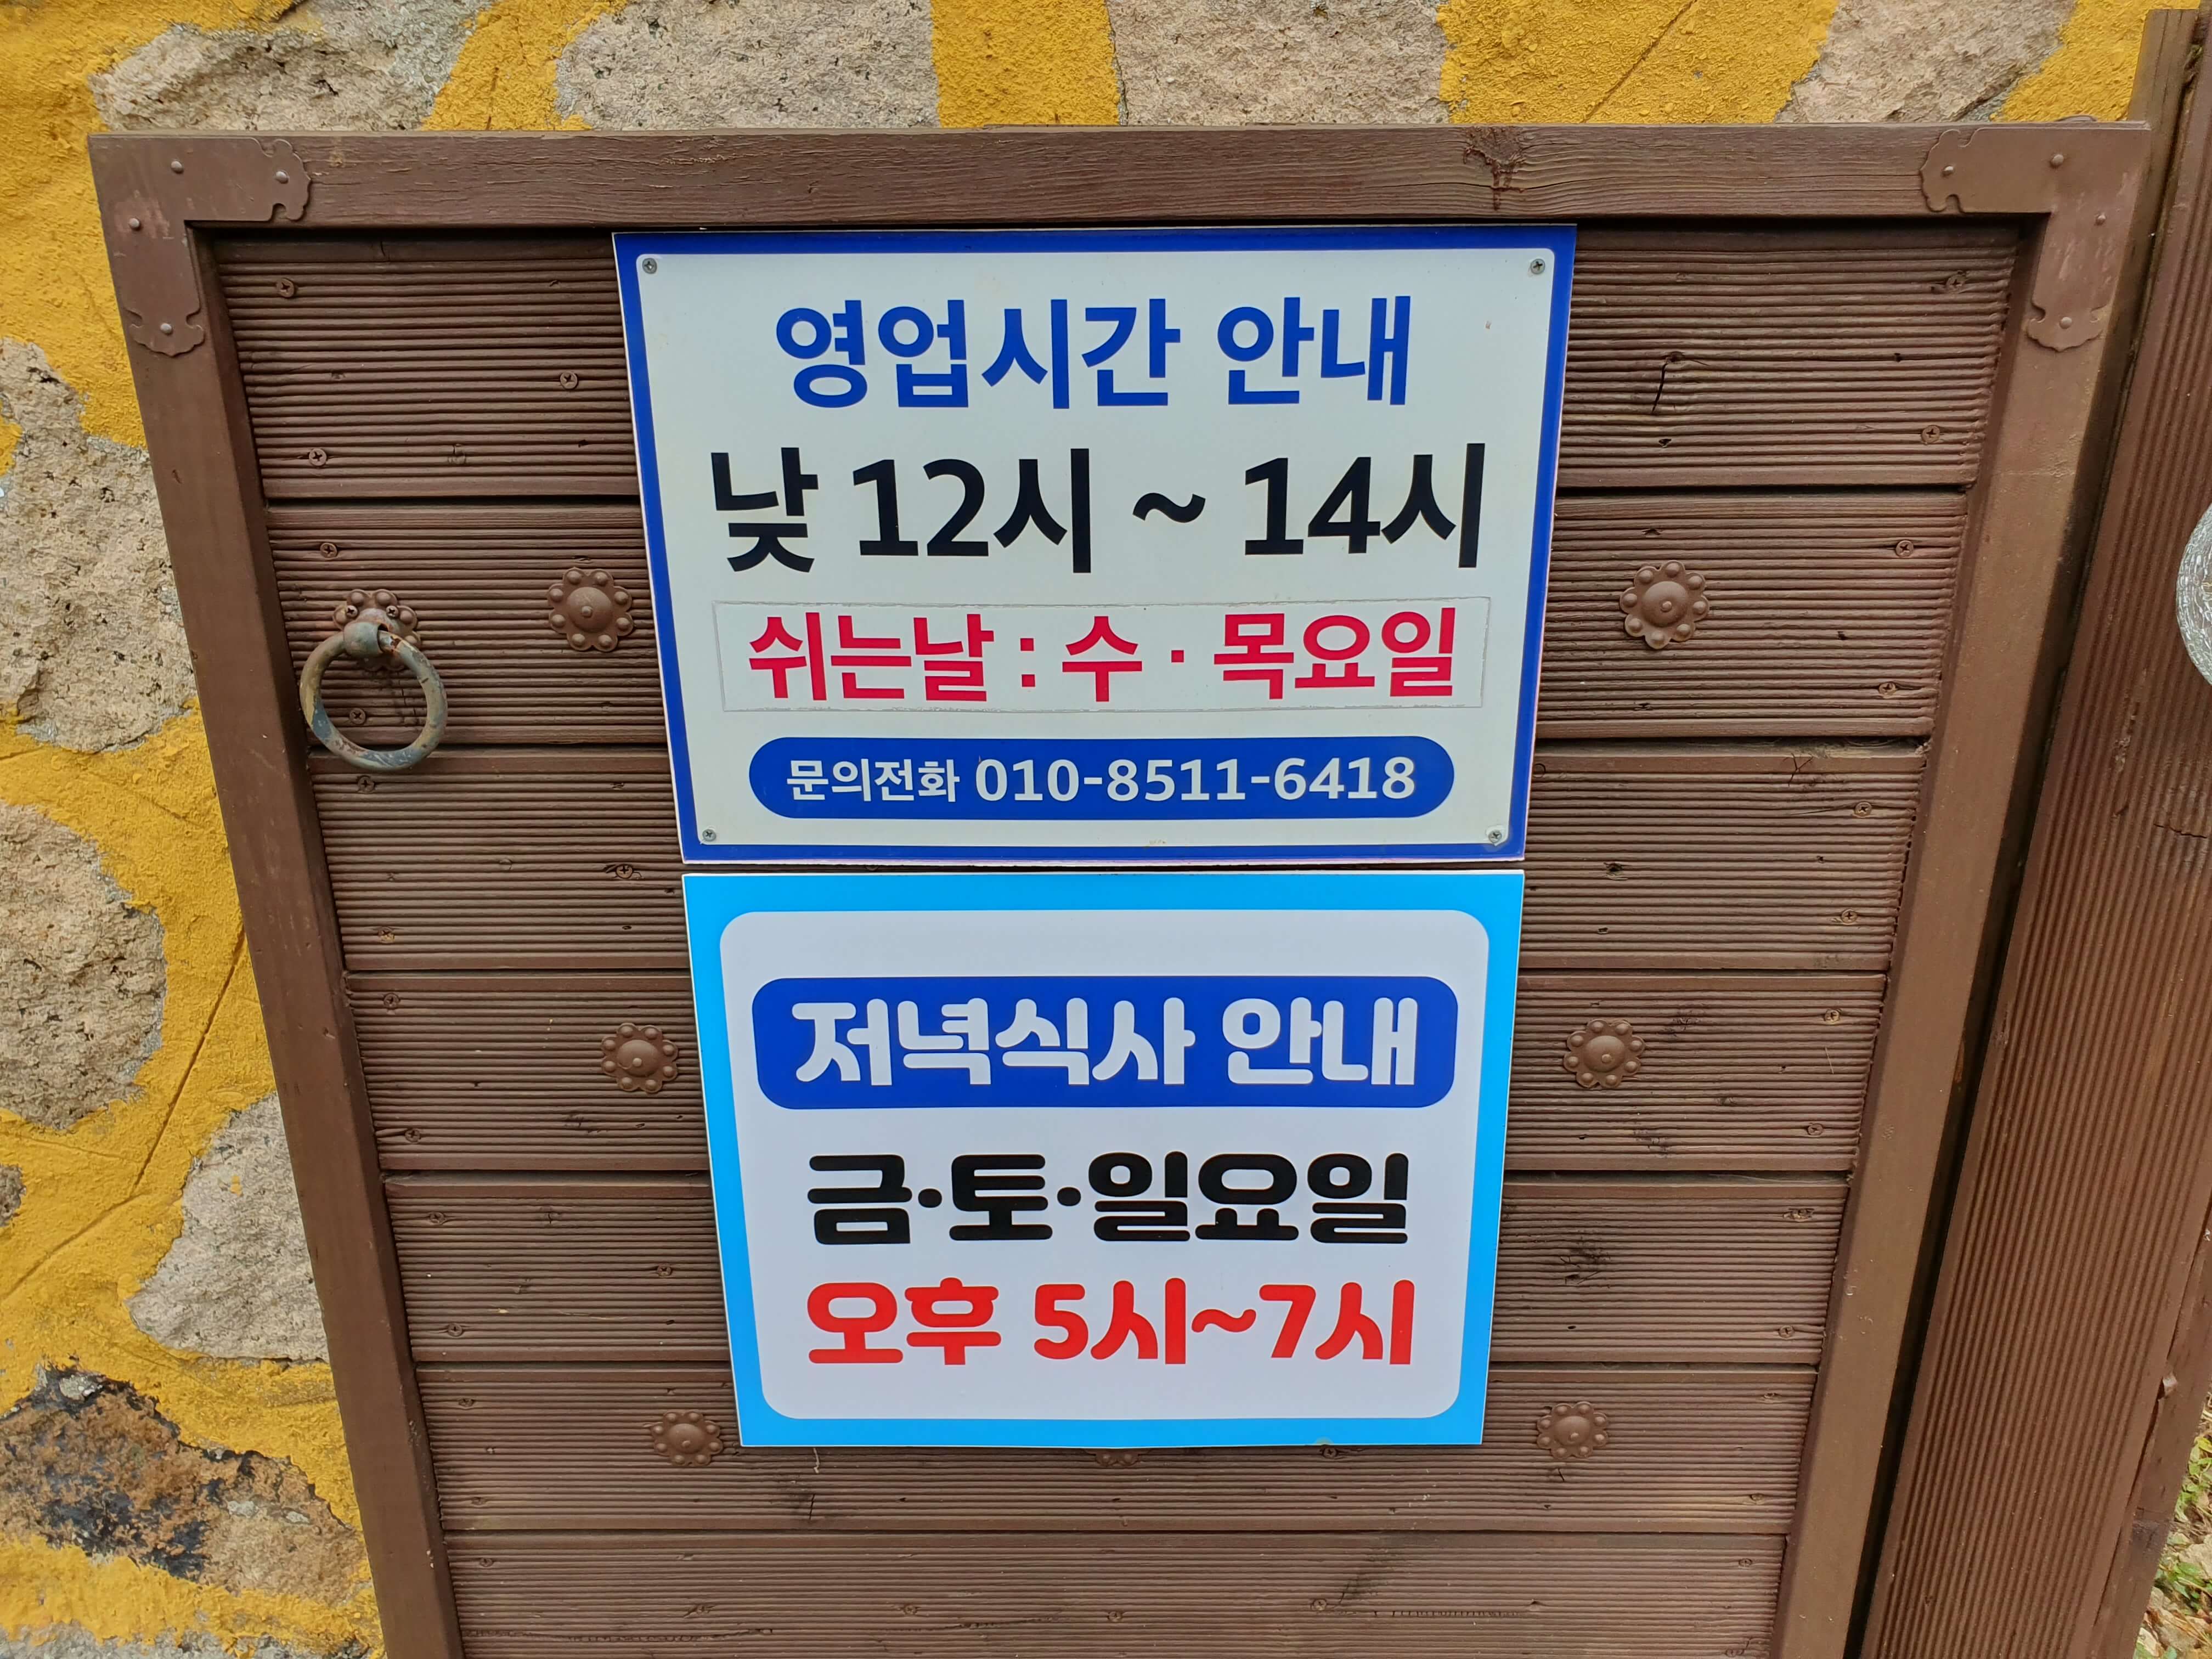 영업시간 안내
낮 12시 ~ 14시
쉬는날 : 수 · 목요일
문의전화 010-8511-6418
저녁식사 안내
금·토·일요일
오후 5시~7시